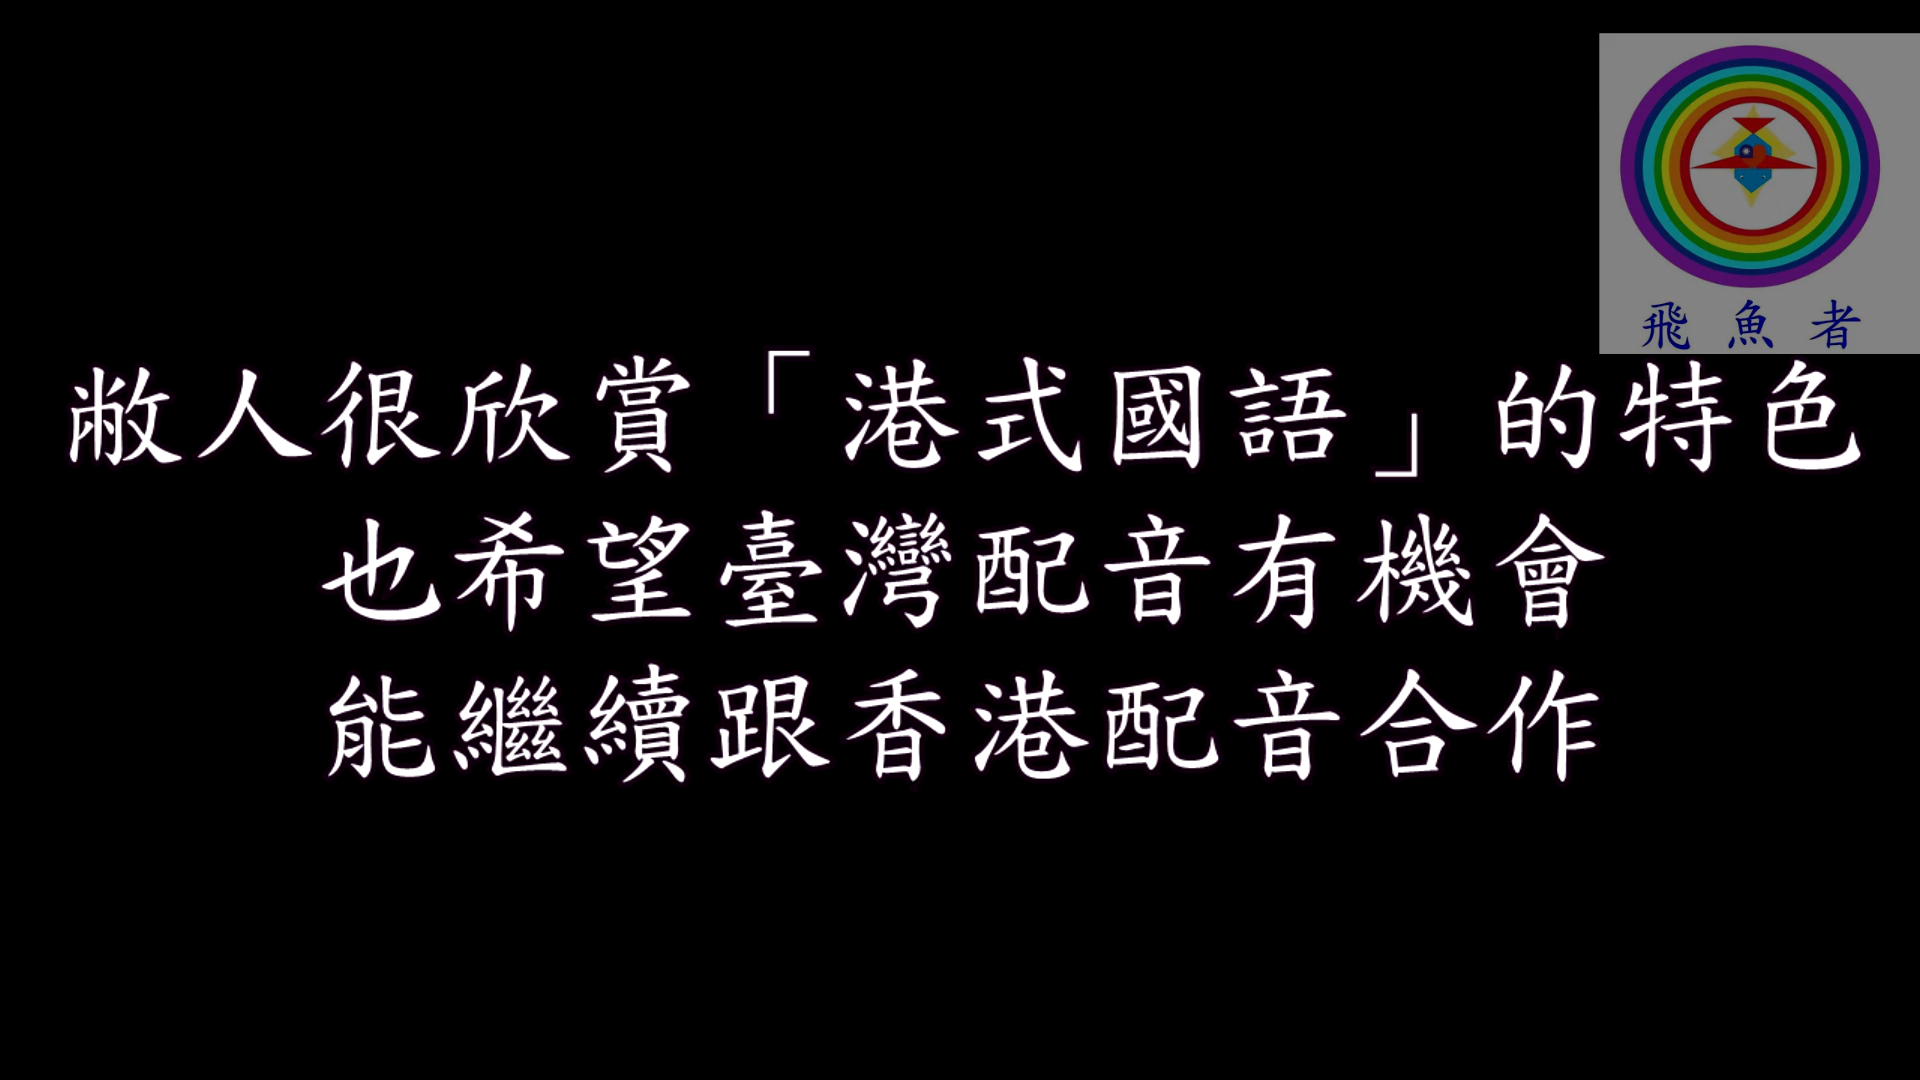 飛魚者
敝人很欣賞「港式國語」的特色
也希望臺灣配音有機會
能繼續跟香港配音合作